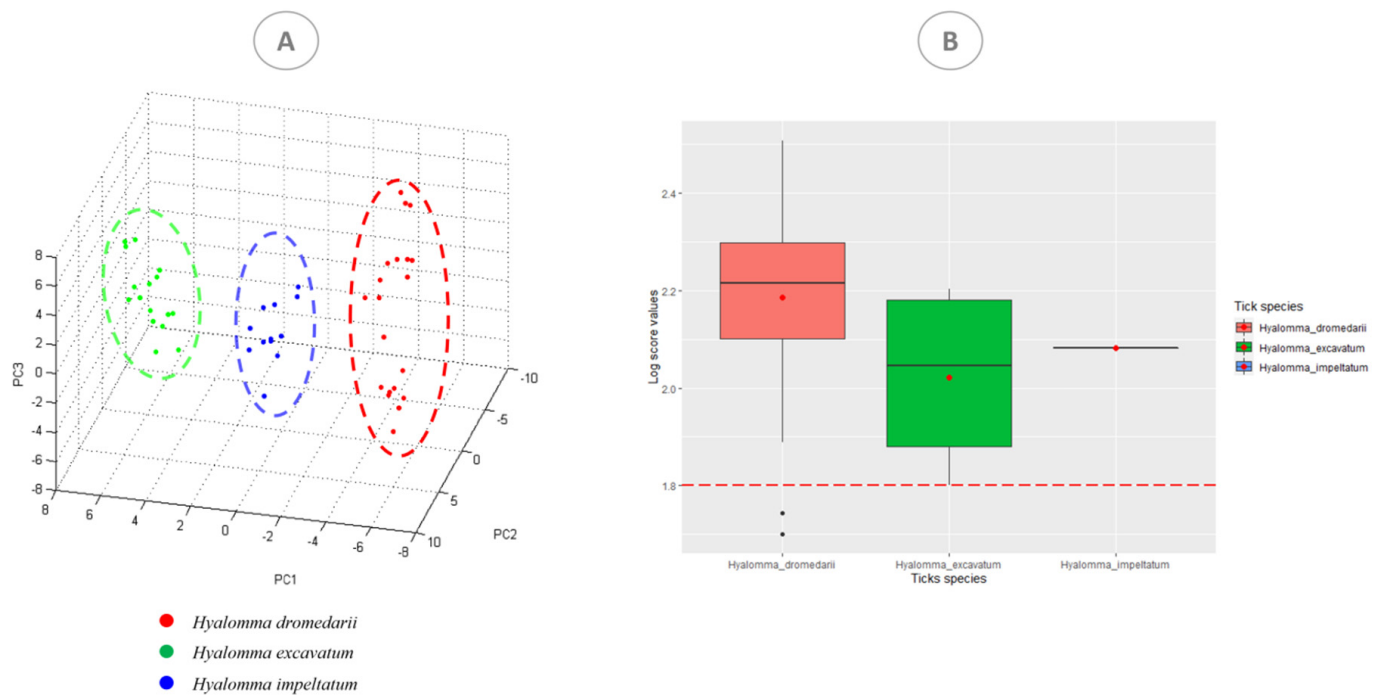 A
8
6
4
2
0
-2
-4
-6
-8
PC3
8
6
4
2
0
-2
-4
-6
-8
PC1
-10
-5
0
5
10
PC2
Hyalomma dromedarii
Hyalomma excavatum
Hyalomma impeltatum
B
2.4
2.2
2.0
1.8
Log score values
Hyalomma_dromedarii
Hyalomma_excavatum
Hyalomma_impeltatum
Ticks species
Tick species
Hyalomma_dromedarii
Hyalomma_excavatum
Hyalomma_impeltatum